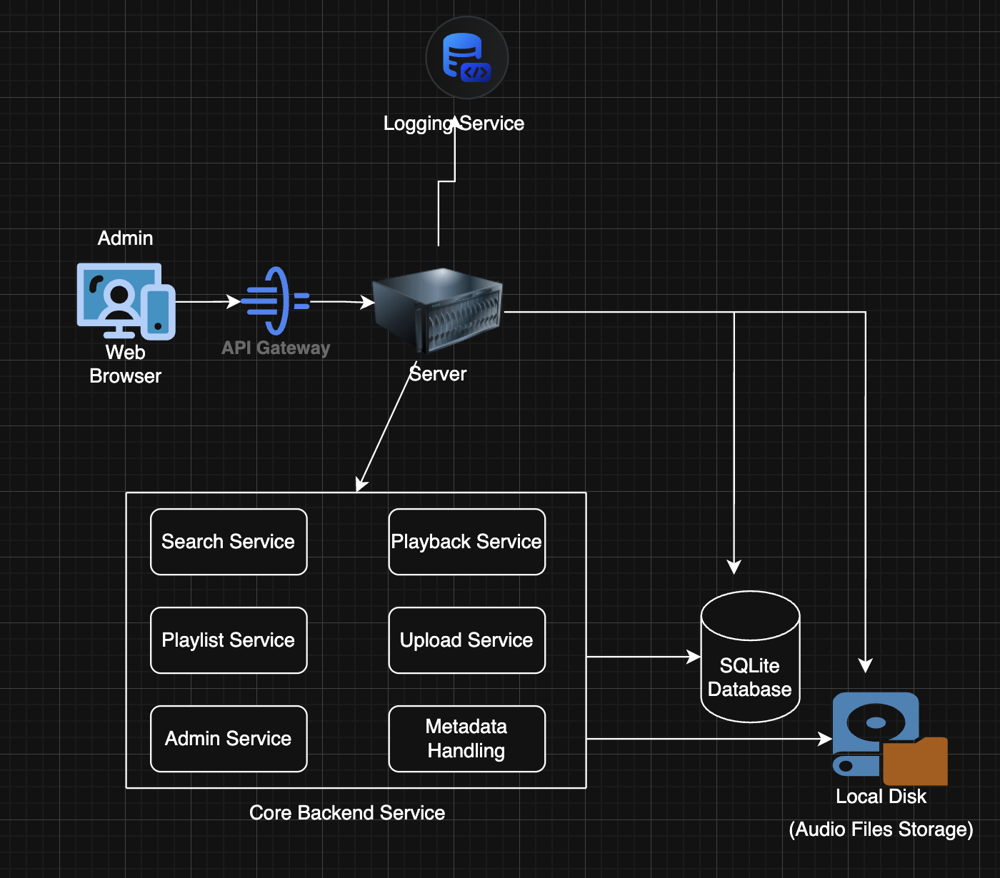 Logging Service
Admin
Web
Browser
API Gateway
Server
Search Service
Playback Service
Playlist Service
Upload Service
Admin Service
Metadata
Handling
Core Backend Service
SQLite
Database
Local Disk
(Audio Files Storage)